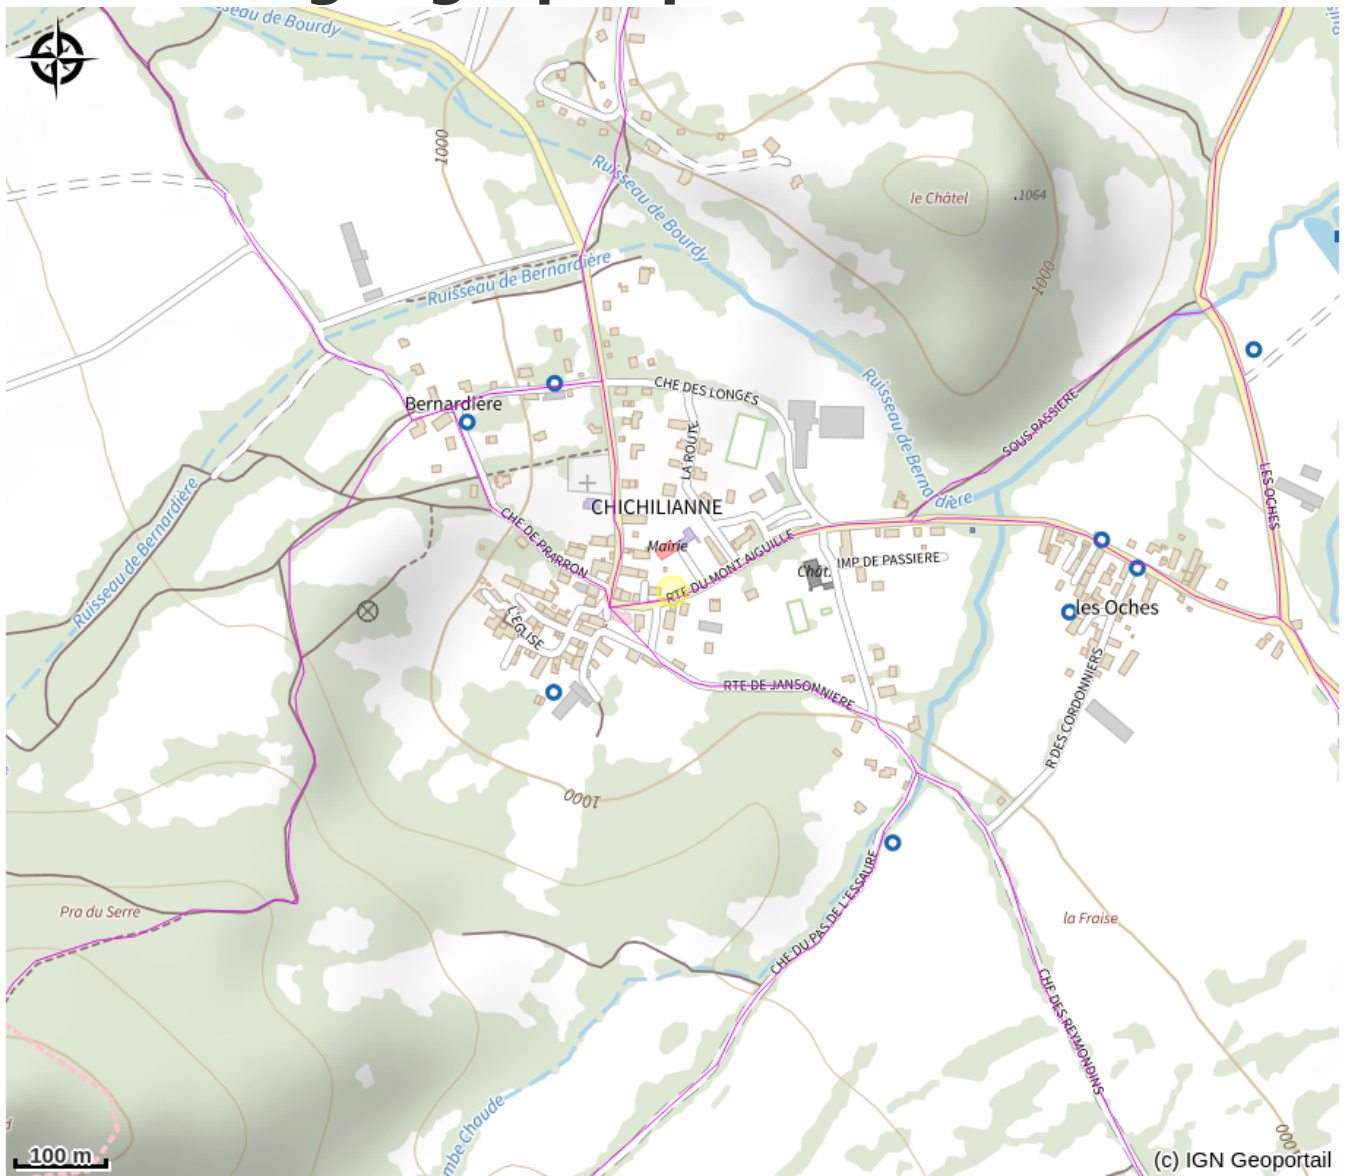 seau de Bourdy
1000
Ruisseau de Bourdy
le Châtel
.1064
1000
Ruisseau de Bernardière
CHE DES LONGES
Bernardière
Ruisseau de Bernardière
SOUS PASSIERE
LA ROUTE
LES OCHES
CHICHILIANNE
CHE DE PRARRON
Mairie
RTE DU MONT AIGUILLE
Chât.
IMP DE PASSIERE
Ruisseau de Bernardière
L'EGLISE
les Oches
RTE DE JANSONNIERE
R DES CORDONNIERS
1000
Pra du Serre
CHE DU PAS DE L'ESSAURE
la Fraise
CHE DES REYMONDINS
mbe Chaude
1000
100 m
(c) IGN Geoportail